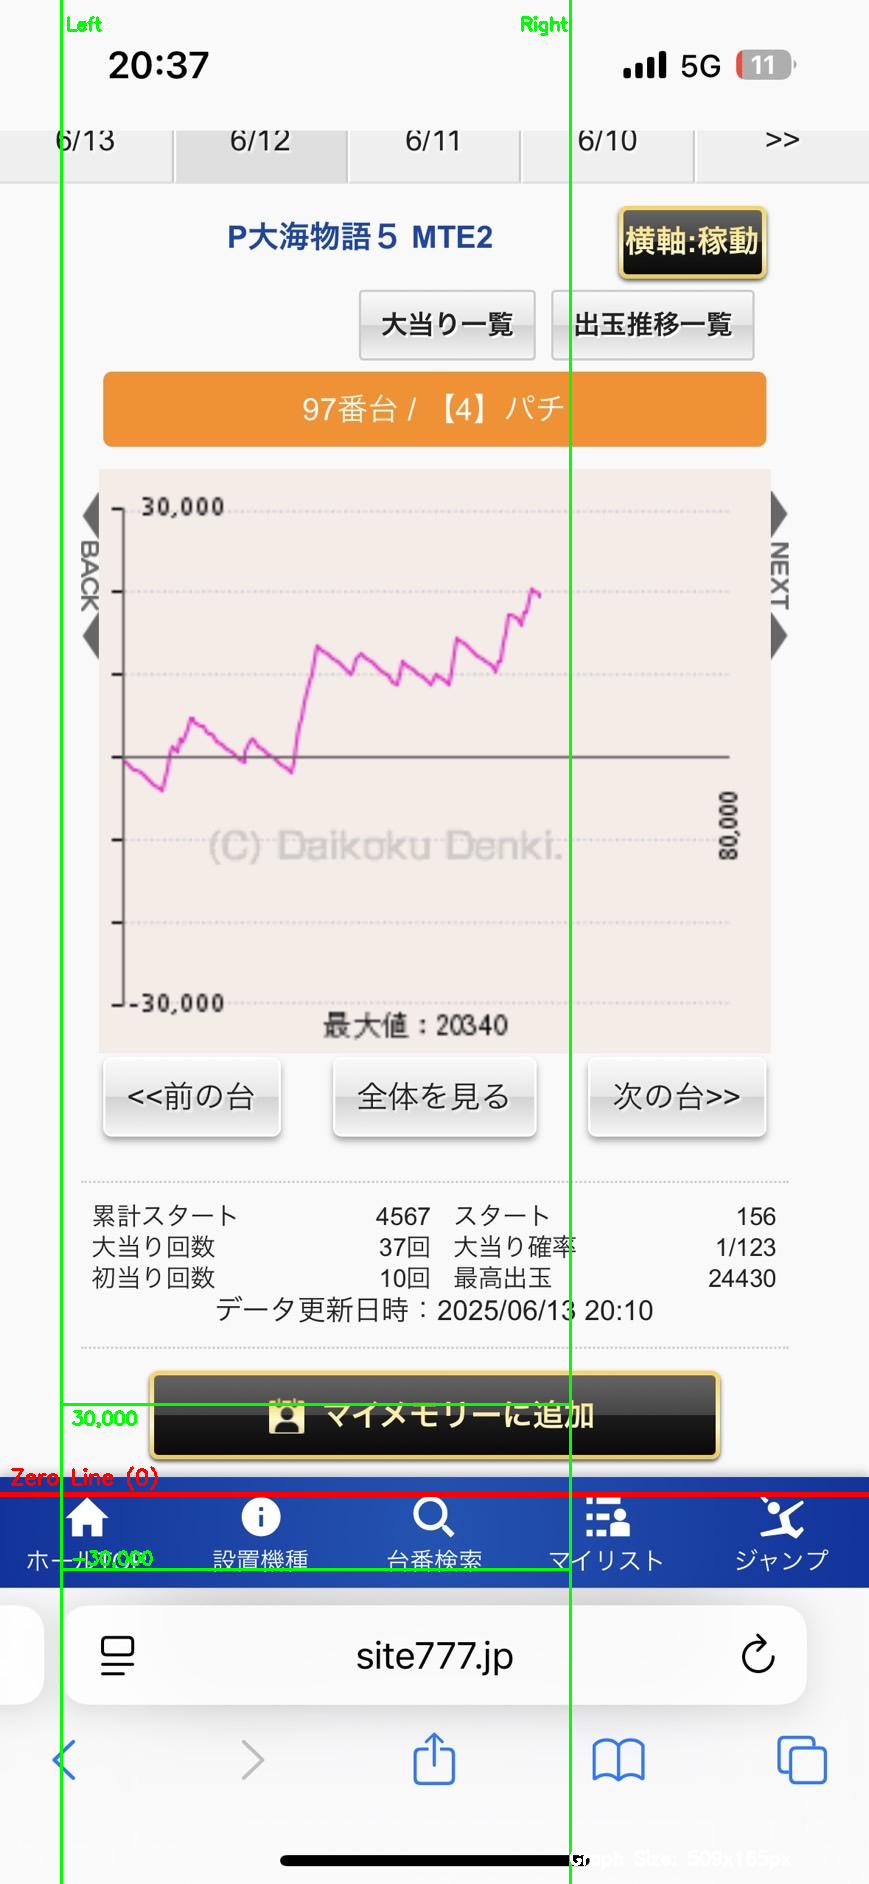 Left
Right
20:37
5G
11
6/13
6/12
6/11
6/10
>>
P大海物語5 MTE2
横軸:稼動
大当り一覧
出玉推移一覧
97番台 / 【4】パチ
30,000
BACK
NEXT
80,000
(C) Daikoku Denki.
-30,000
最大値：20340
<<前の台
全体を見る
次の台>>
累計スタート 4567 スタート 156
大当り回数 37回 大当り確率 1/123
初当り回数 10回 最高出玉 24430
データ更新日時：2025/06/13 20:10
マイメモリーに追加
30,000
Zero Line (0)
-30,000
設置機種
台番検索
マイリスト
ジャンプ
site777.jp
Graph Size: 509x165px